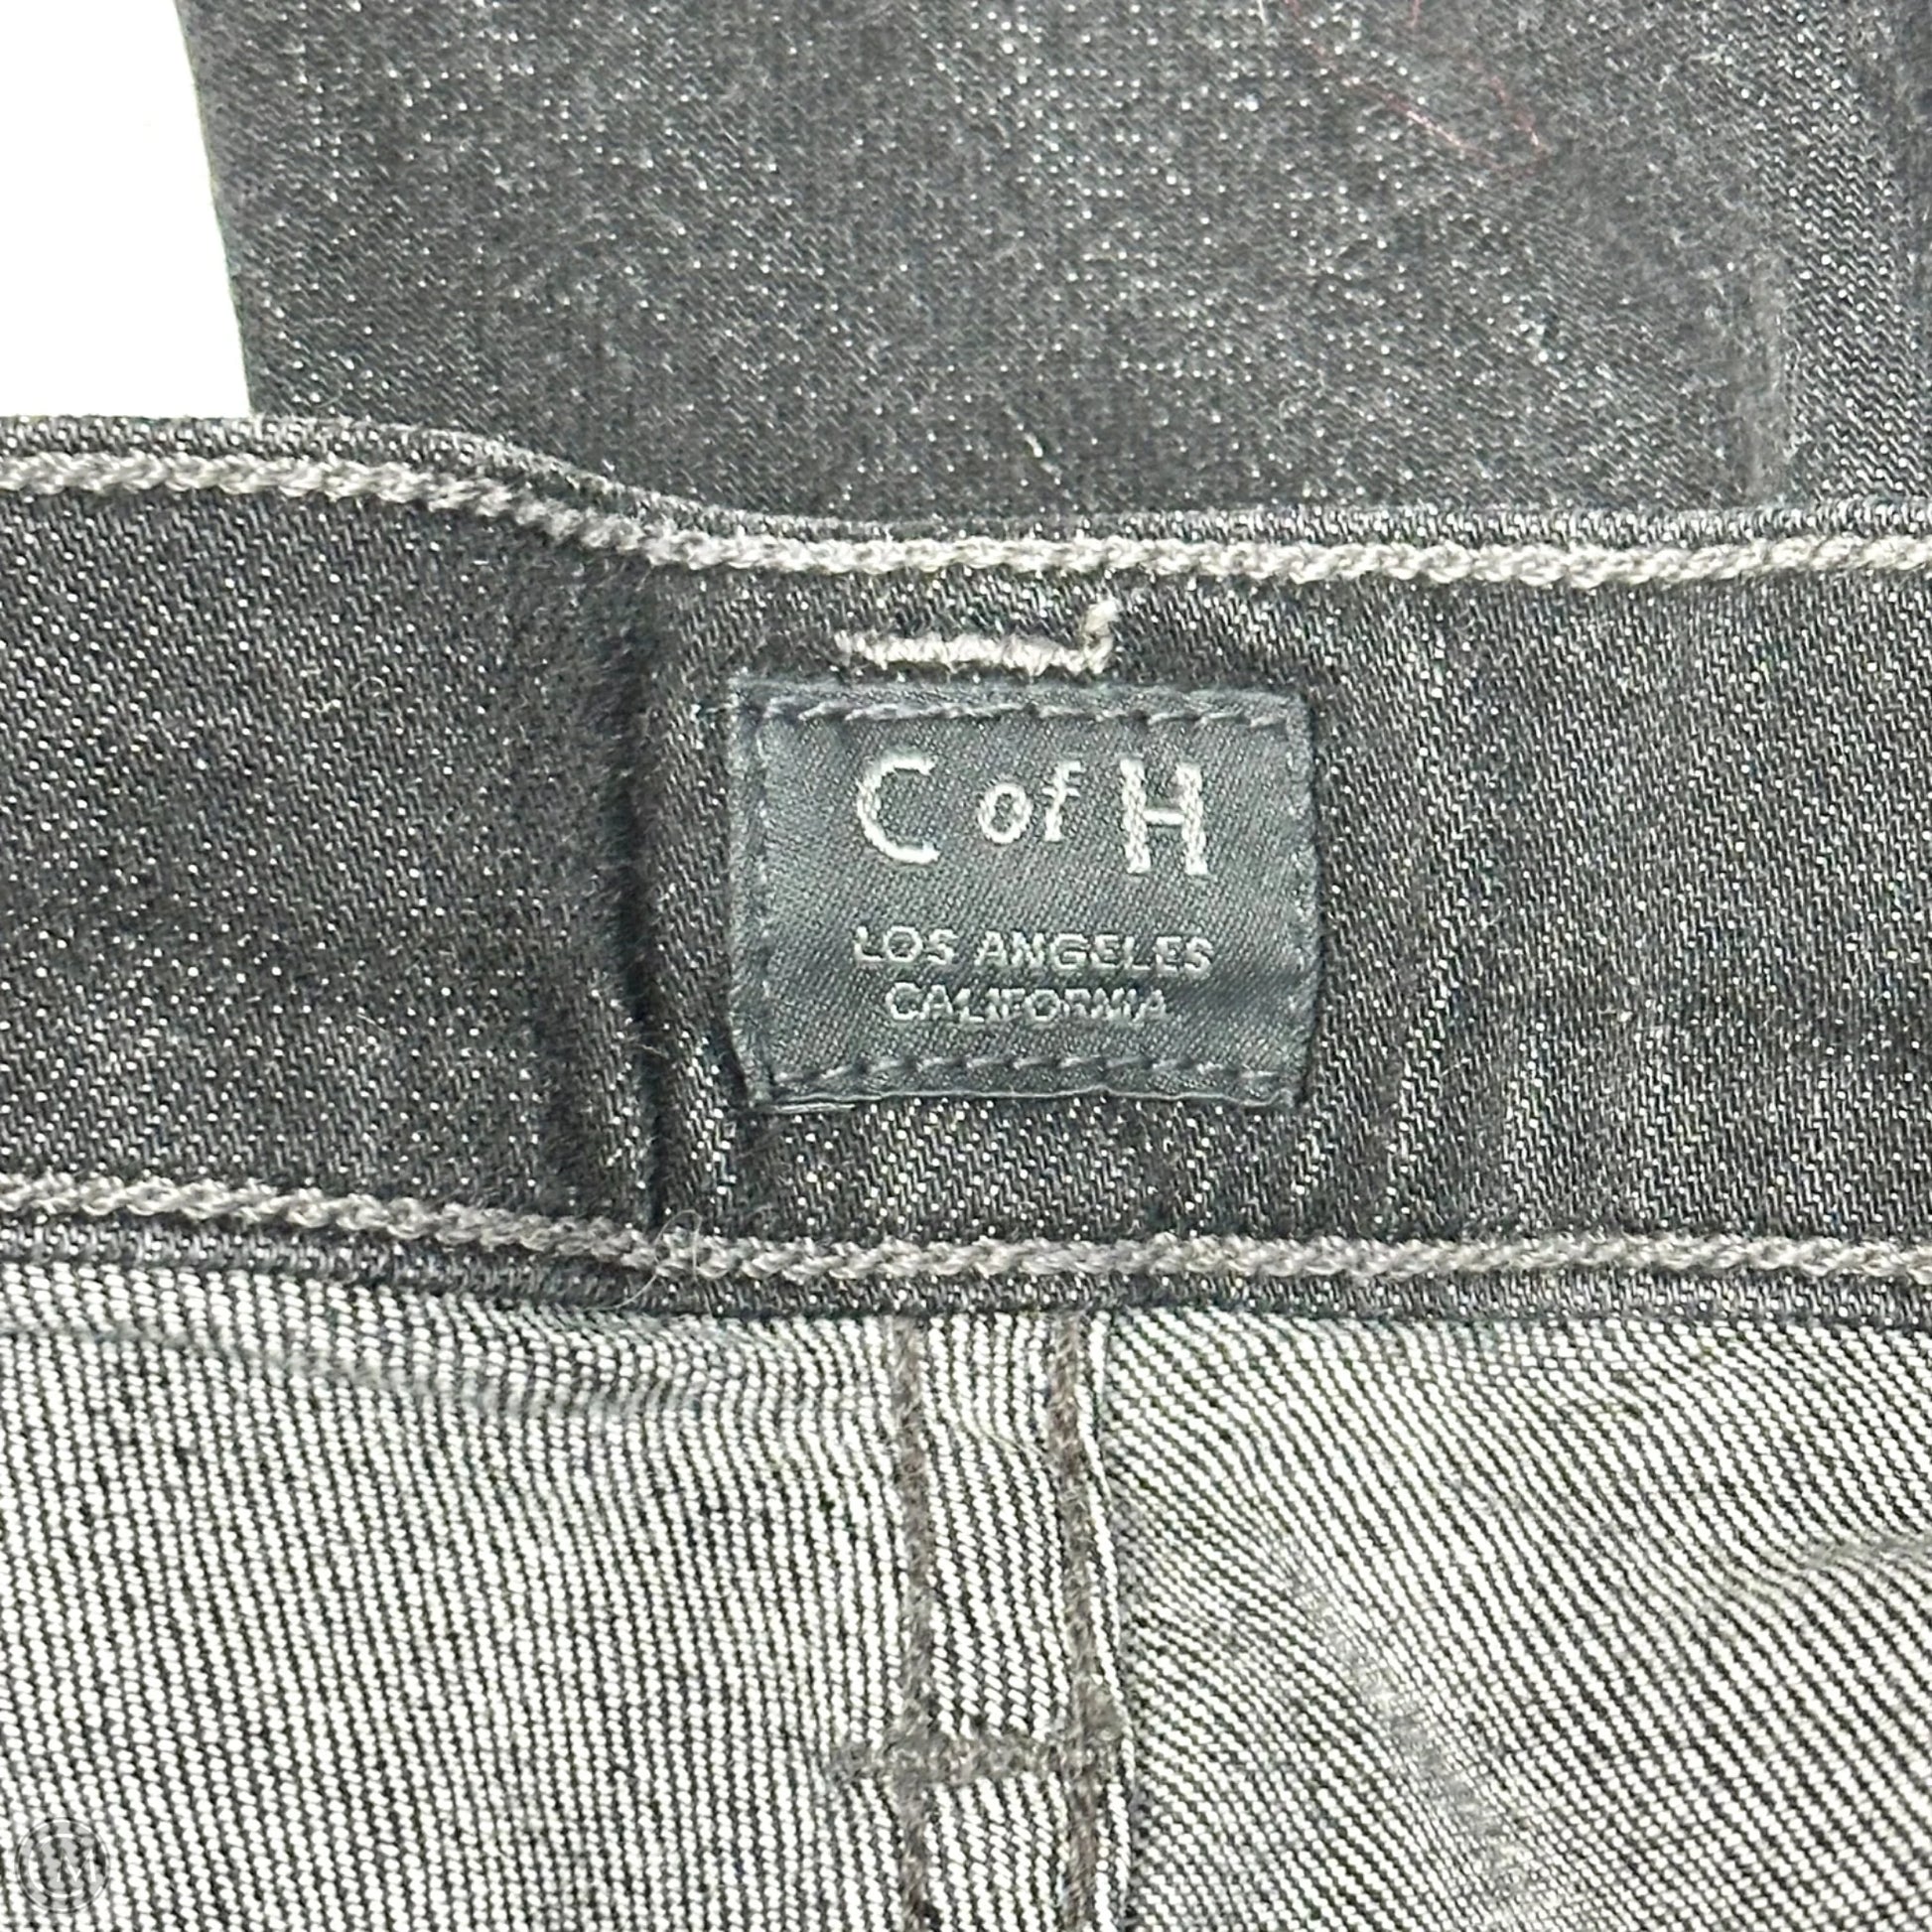 C of H
LOS ANGELES
CALIFORNIA